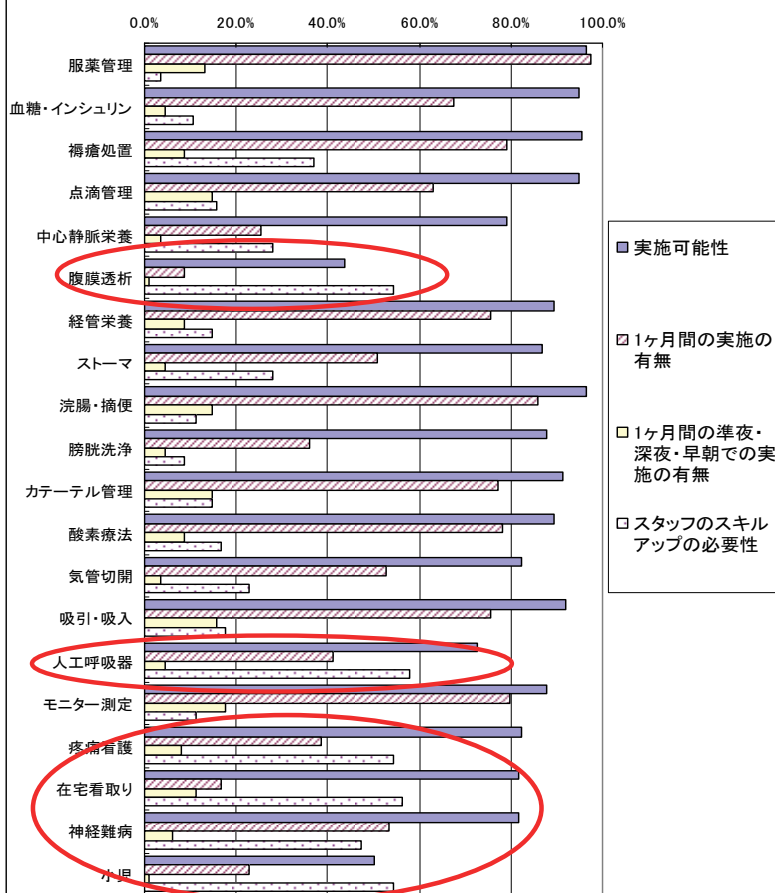 0.0% 20.0% 40.0% 60.0% 80.0% 100.0%
服薬管理
血糖・インシュリン
褥瘡処置
点滴管理
中心静脈栄養
腹膜透析
経管栄養
ストーマ
浣腸・摘便
膀胱洗浄
カテーテル管理
酸素療法
気管切開
吸引・吸入
人工呼吸器
モニター測定
疼痛看護
在宅看取り
神経難病
小児
実施可能性
1ヶ月間の実施の
有無
1ヶ月間の準夜・
深夜・早朝での実
施の有無
スタッフのスキル
アップの必要性